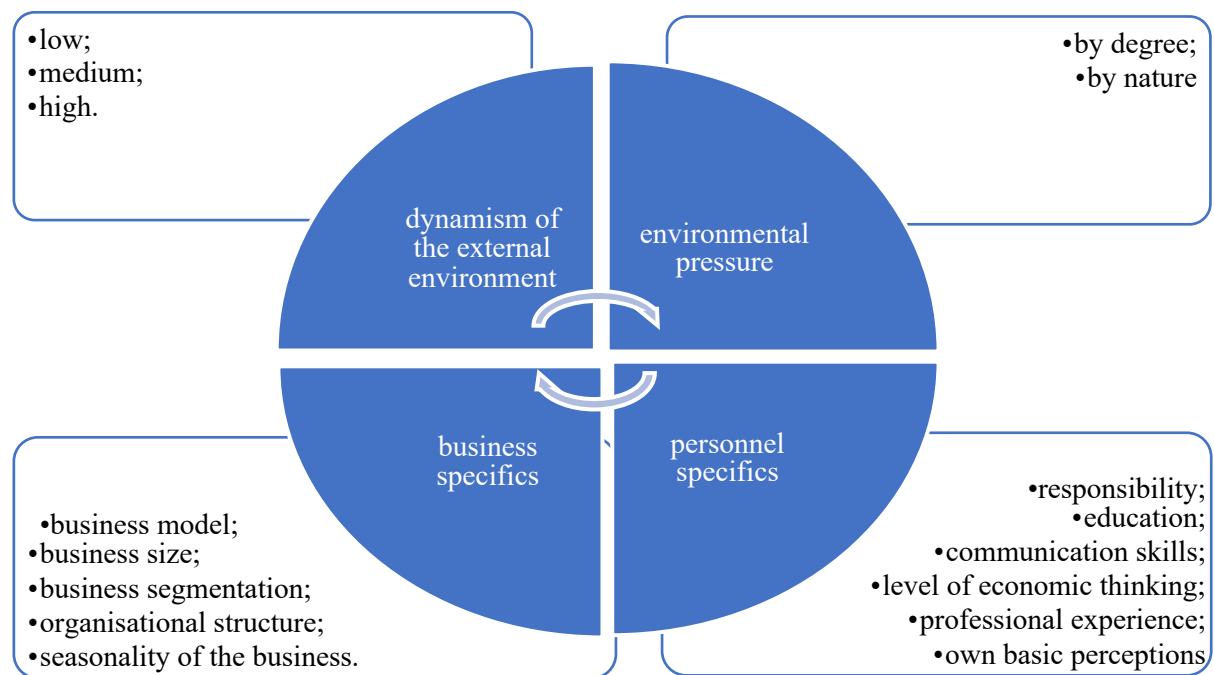 •low;
•medium;
•high.
•by degree;
•by nature
dynamism of
the external
environment
environmental
pressure
business
specifics
personnel
specifics
•business model;
•business size;
•business segmentation;
•organisational structure;
•seasonality of the business.
•responsibility;
•education;
•communication skills;
•level of economic thinking;
•professional experience;
•own basic perceptions